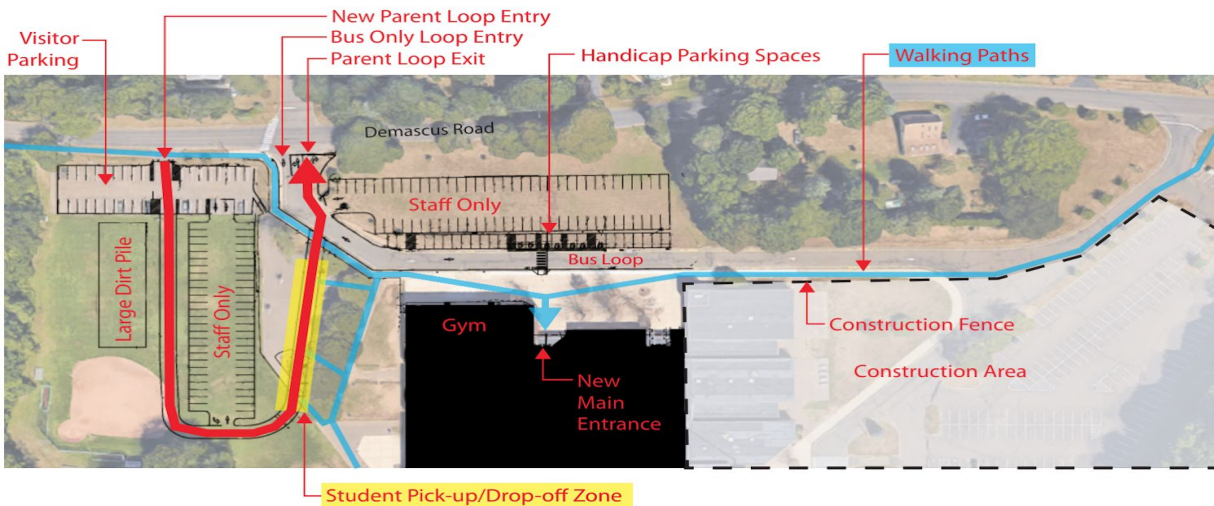 New Parent Loop Entry
Bus Only Loop Entry
Parent Loop Exit
Visitor
Parking
Handicap Parking Spaces
Walking Paths
Demascus Road
Staff Only
Bus Loop
Large Dirt Pile
Staff Only
Gym
New
Main
Entrance
Construction Fence
Construction Area
Student Pick-up/Drop-off Zone